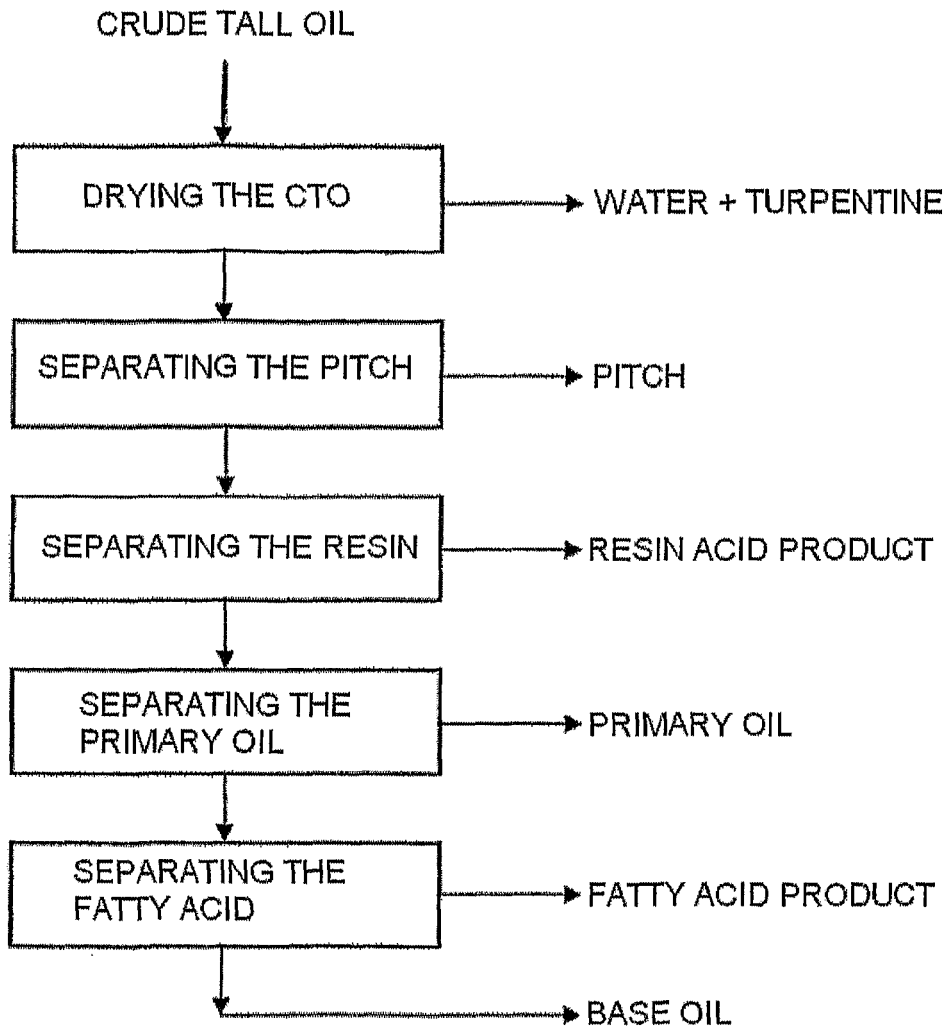 CRUDE TALL OIL
DRYING THE CTO
WATER + TURPENTINE
SEPARATING THE PITCH
PITCH
SEPARATING THE RESIN
RESIN ACID PRODUCT
SEPARATING THE
PRIMARY OIL
PRIMARY OIL
SEPARATING THE
FATTY ACID
FATTY ACID PRODUCT
BASE OIL